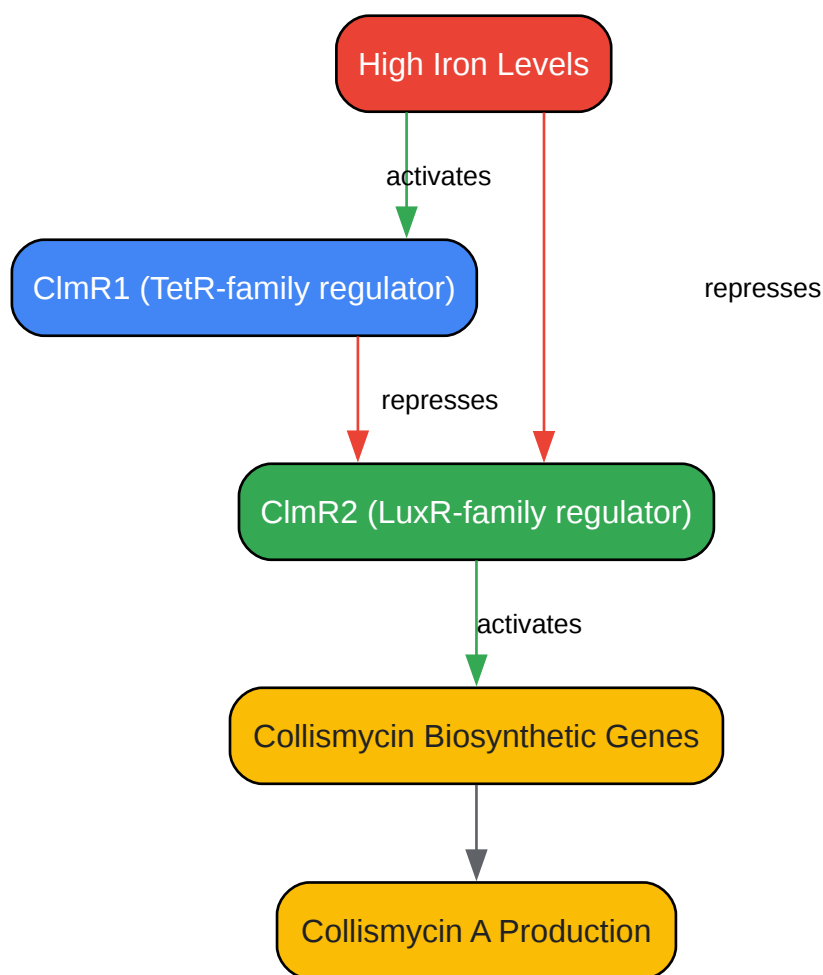 High Iron Levels
activates
ClmR1 (TetR-family regulator)
represses
represses
ClmR2 (LuxR-family regulator)
activates
Collismycin Biosynthetic Genes
Collismycin A Production